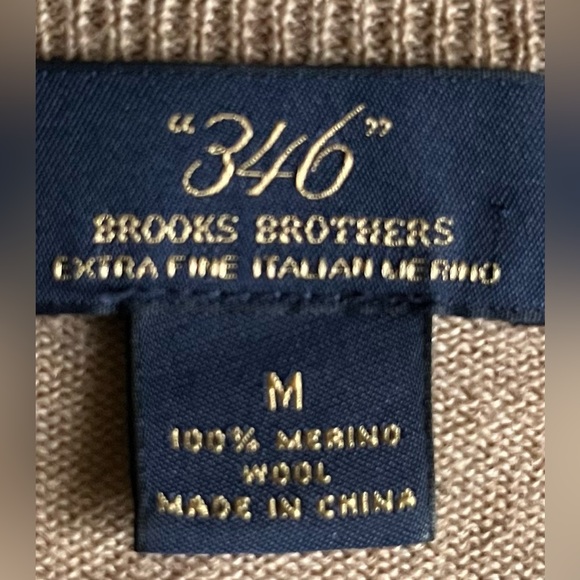 "346"
BROOKS BROTHERS
EXTRA FINE ITALIAN MERINO
M
100% MERINO
WOOL
MADE IN CHINA